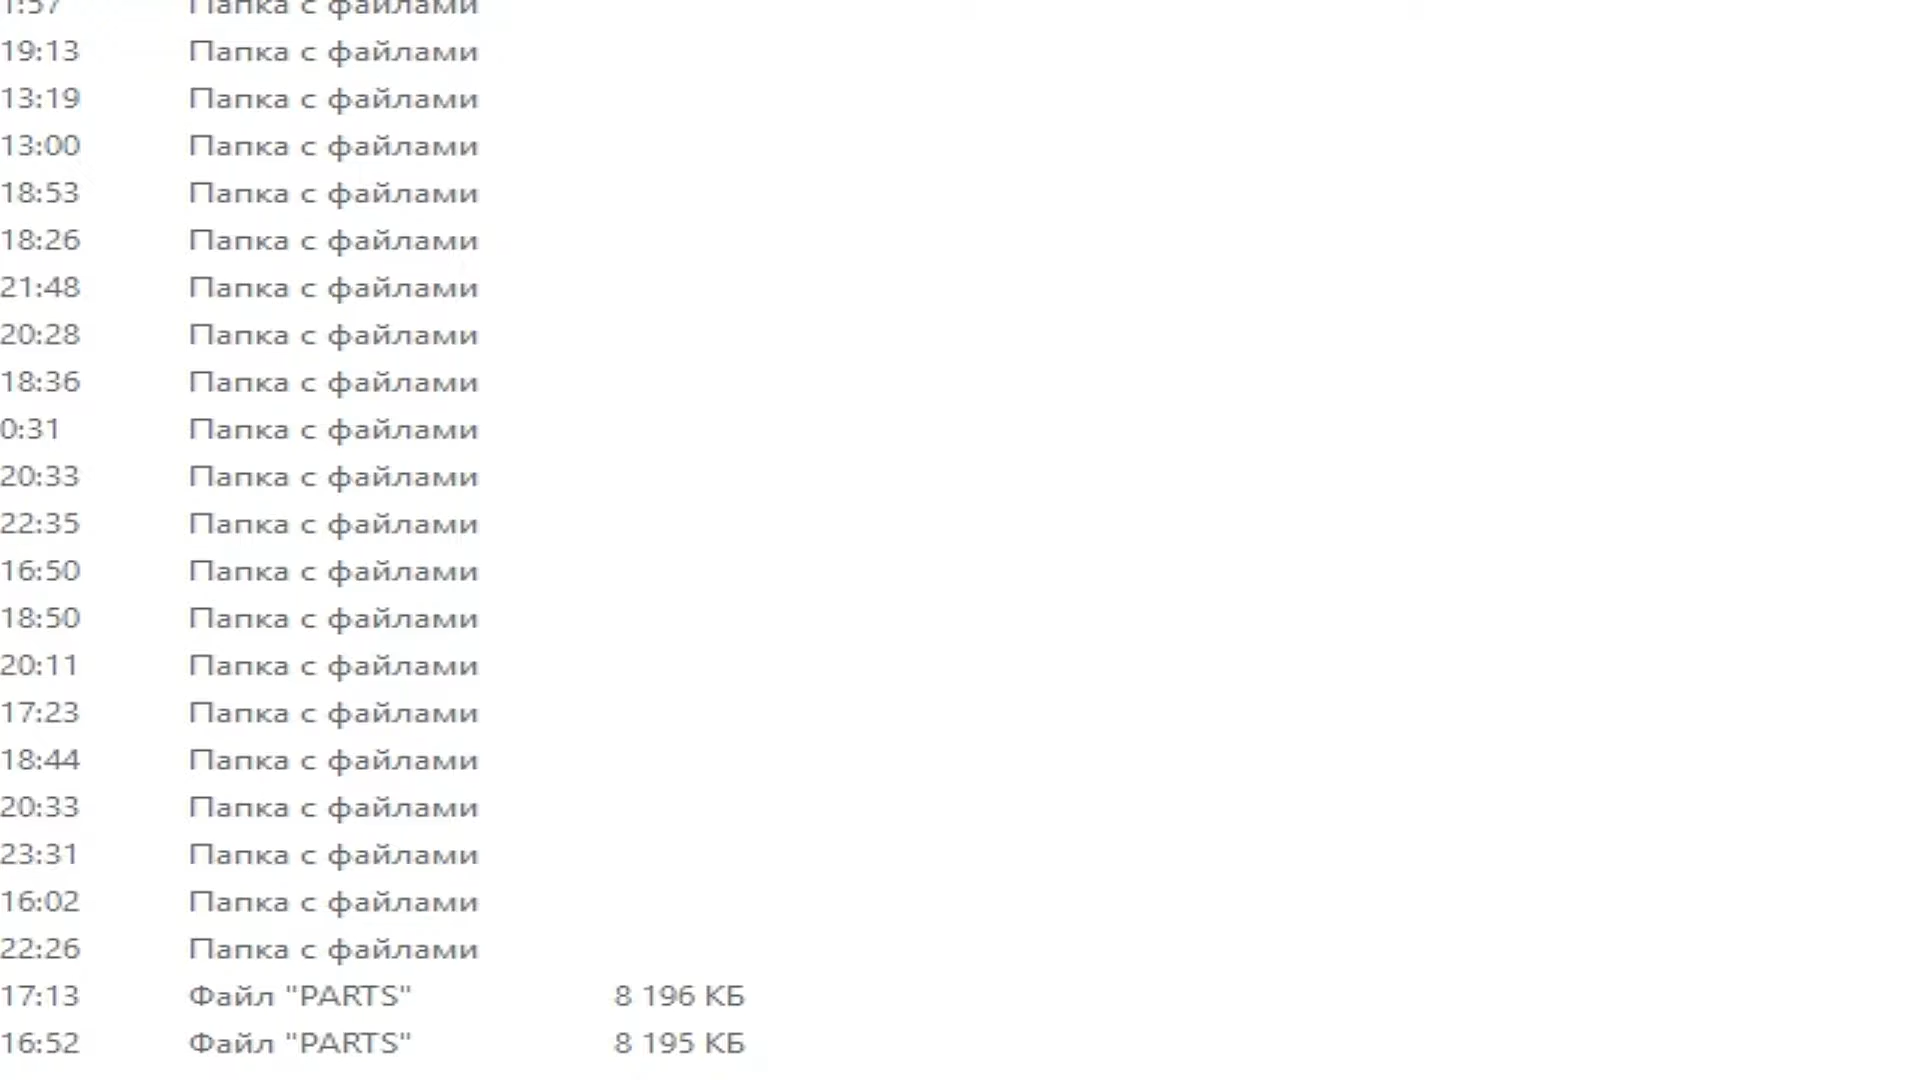 1:57 Папка с файлами
19:13 Папка с файлами
13:19 Папка с файлами
13:00 Папка с файлами
18:53 Папка с файлами
18:26 Папка с файлами
21:48 Папка с файлами
20:28 Папка с файлами
18:36 Папка с файлами
0:31 Папка с файлами
20:33 Папка с файлами
22:35 Папка с файлами
16:50 Папка с файлами
18:50 Папка с файлами
20:11 Папка с файлами
17:23 Папка с файлами
18:44 Папка с файлами
20:33 Папка с файлами
23:31 Папка с файлами
16:02 Папка с файлами
22:26 Папка с файлами
17:13 Файл "PARTS" 8 196 КБ
16:52 Файл "PARTS" 8 195 КБ